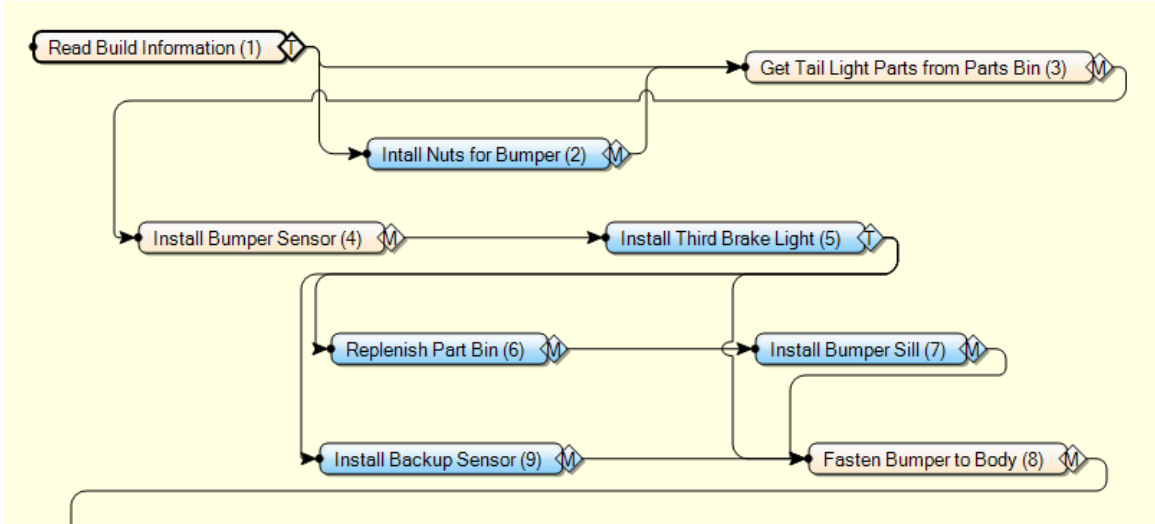 Read Build Information (1) T
Get Tail Light Parts from Parts Bin (3) M
Intall Nuts for Bumper (2) M
Install Bumper Sensor (4) M
Install Third Brake Light (5) T
Replenish Part Bin (6) M
Install Bumper Sill (7) M
Install Backup Sensor (9) M
Fasten Bumper to Body (8) M